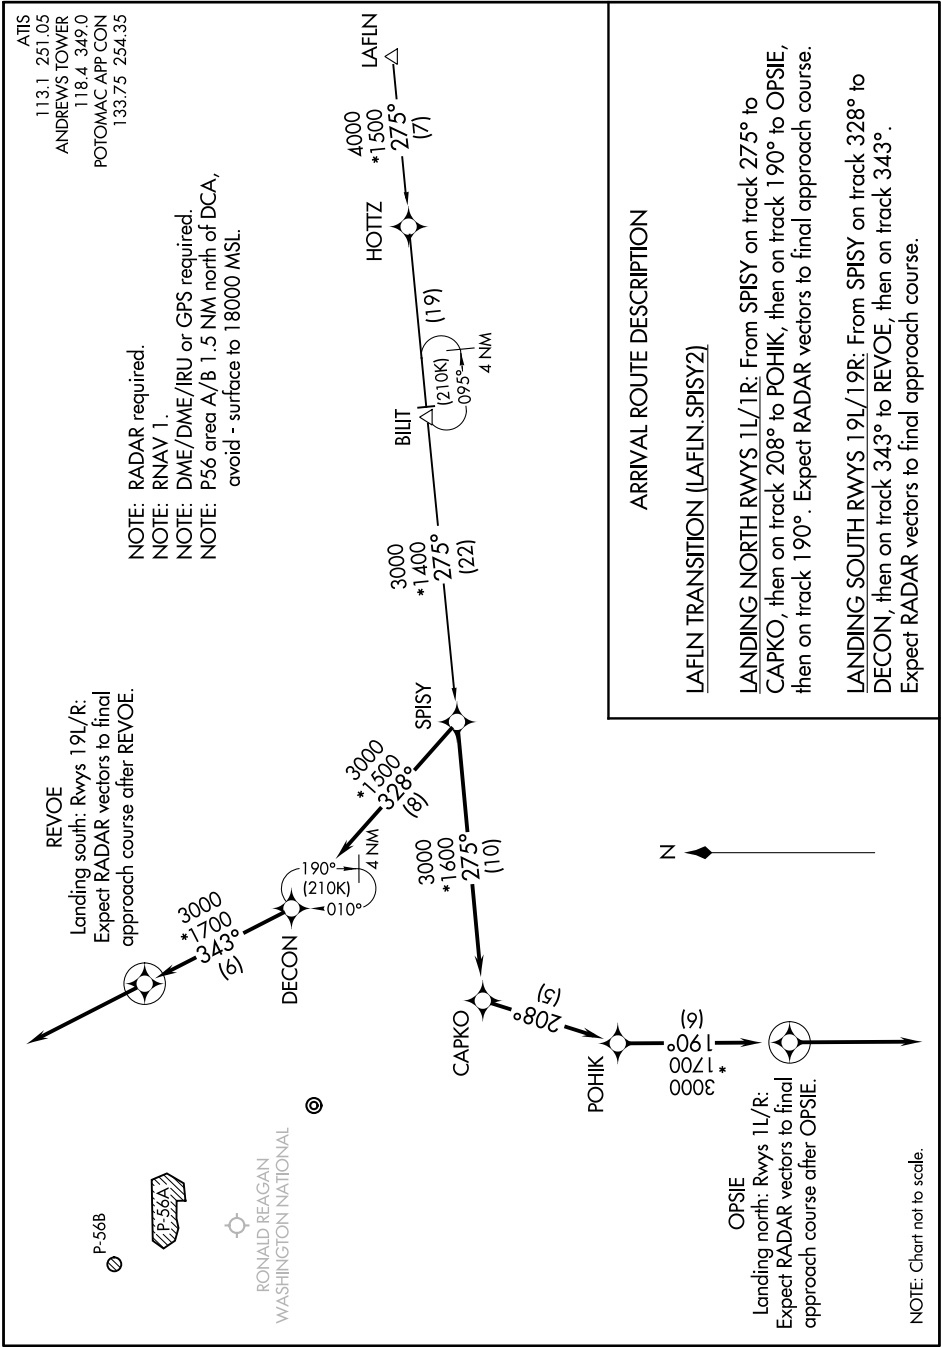 ATIS
113.1 251.05
ANDREWS TOWER
118.4 349.0
POTOMAC APP CON
133.75 254.35
NOTE: RADAR required.
NOTE: RNAV 1.
NOTE: DME/DME/IRU or GPS required.
NOTE: P56 area A/B 1.5 NM north of DCA,
avoid - surface to 18000 MSL.
REVOE
Landing south: Rwys 19L/R:
Expect RADAR vectors to final
approach course after REVOE.
P-56B
P-56A
RONALD REAGAN
WASHINGTON NATIONAL
3000
*1700
343°
(6)
DECON
190°
(210K)
010°
4 NM
3000
*1500
328°
(8)
SPISY
3000
*1400
275°
(22)
BILIT
(210K)
095°
4 NM
(19)
HOTTZ
4000
*1500
275°
(7)
LAFLN
3000
*1600
275°
(10)
CAPKO
208°
(5)
POHIK
3000
*1700
190°
(6)
N
OPSIE
Landing north: Rwys 1L/R:
Expect RADAR vectors to final
approach course after OPSIE.
NOTE: Chart not to scale.
ARRIVAL ROUTE DESCRIPTION
LAFLN TRANSITION (LAFLN.SPISY2)
LANDING NORTH RWYS 1L/1R: From SPISY on track 275° to
CAPKO, then on track 208° to POHIK, then on track 190° to OPSIE,
then on track 190°. Expect RADAR vectors to final approach course.
LANDING SOUTH RWYS 19L/19R: From SPISY on track 328° to
DECON, then on track 343° to REVOE, then on track 343°.
Expect RADAR vectors to final approach course.